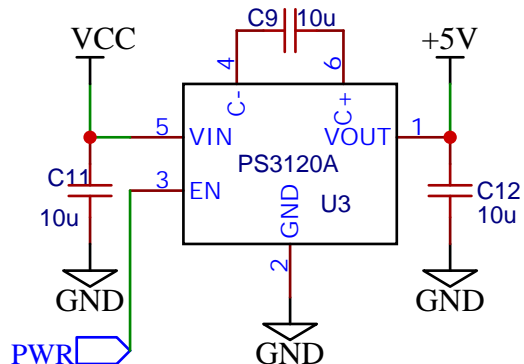 C9 10u
VCC
+5V
4
6
C-
C+
5
VIN
VOUT
1
PS3120A
C11
10u
3
EN
U3
GND
2
C12
10u
GND
GND
GND
PWR